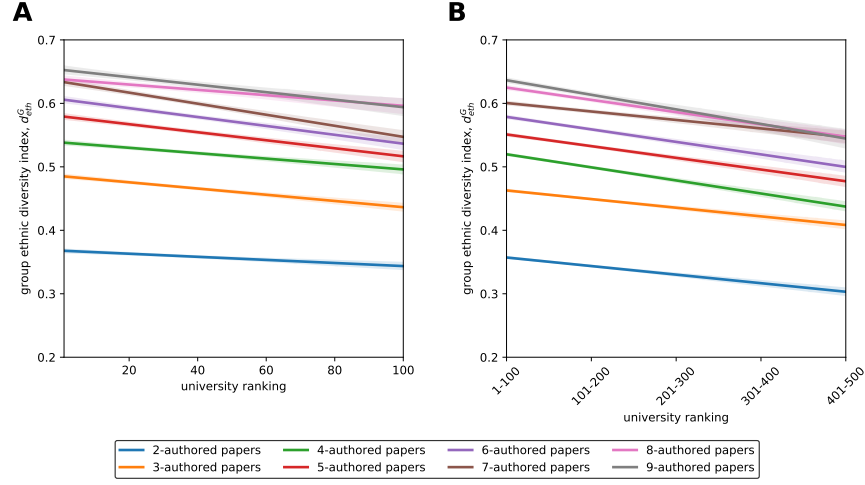 A
B
0.7
0.6
0.5
0.4
0.3
0.2
group ethnic diversity index, d_eth^G
20
40
60
80
100
university ranking
0.7
0.6
0.5
0.4
0.3
0.2
group ethnic diversity index, d_eth^G
1-100
101-200
201-300
301-400
401-500
university ranking
2-authored papers
3-authored papers
4-authored papers
5-authored papers
6-authored papers
7-authored papers
8-authored papers
9-authored papers